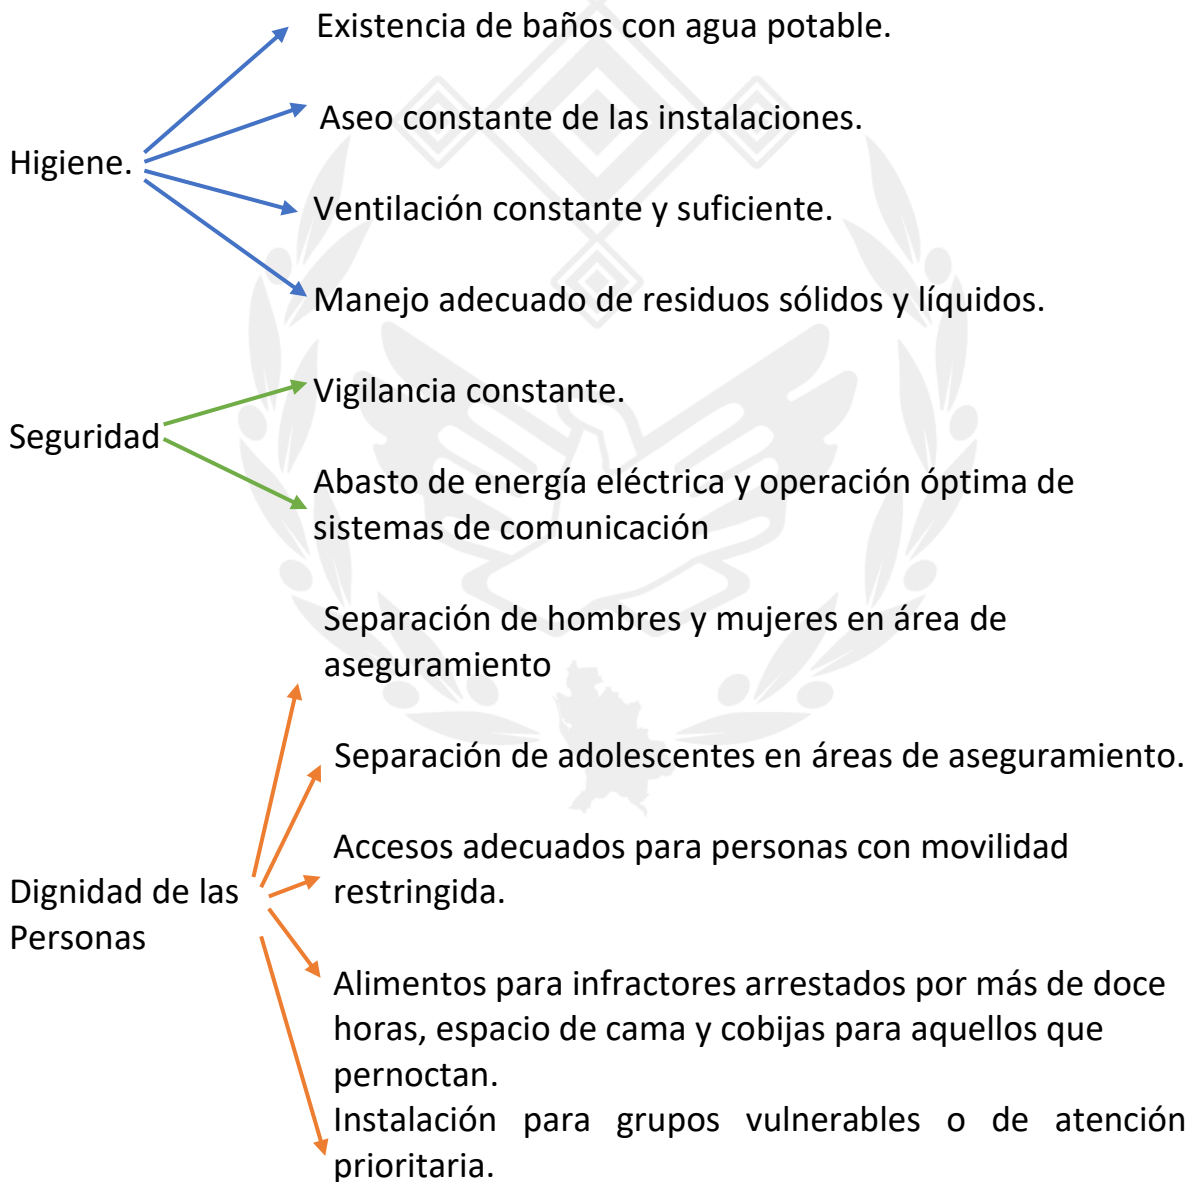 Existencia de baños con agua potable.
Aseo constante de las instalaciones.
Higiene.
Ventilación constante y suficiente.
Manejo adecuado de residuos sólidos y líquidos.
Vigilancia constante.
Seguridad
Abasto de energía eléctrica y operación óptima de
sistemas de comunicación
Separación de hombres y mujeres en área de
aseguramiento
Separación de adolescentes en áreas de aseguramiento.
Accesos adecuados para personas con movilidad
restringida.
Dignidad de las
Personas
Alimentos para infractores arrestados por más de doce
horas, espacio de cama y cobijas para aquellos que
pernoctan.
Instalación para grupos vulnerables o de atención
prioritaria.